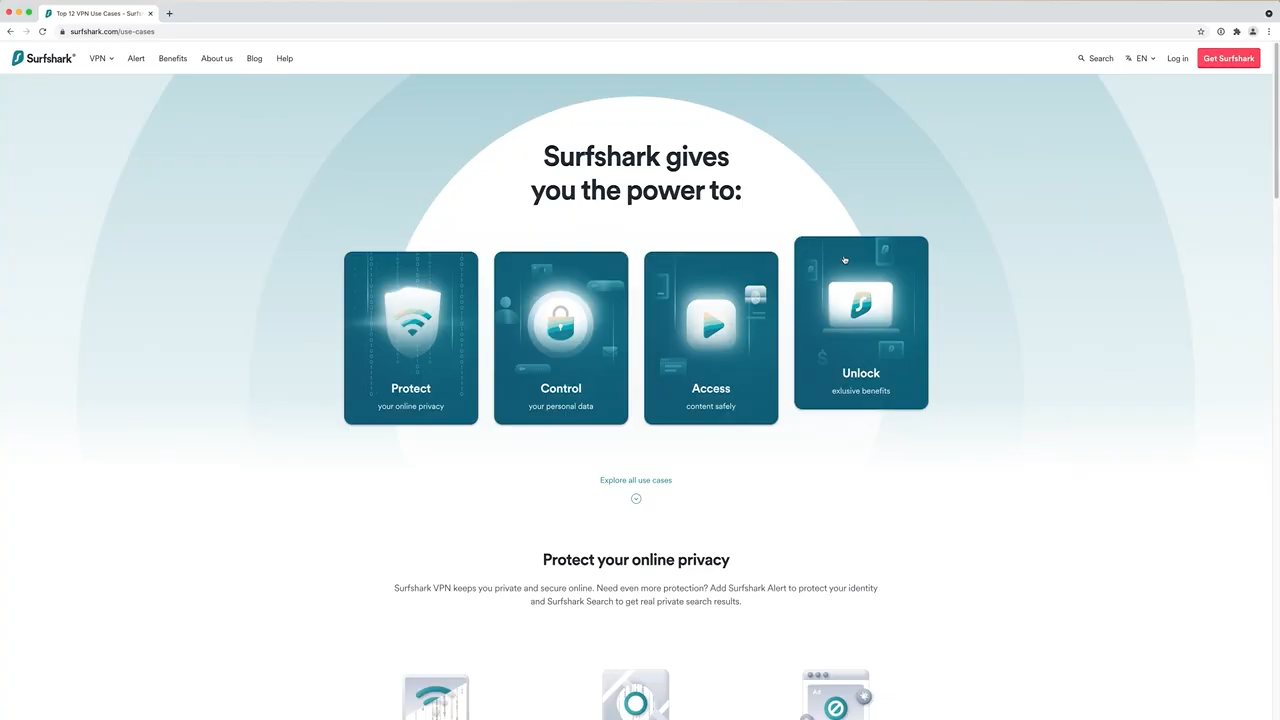 Top 12 VPN Use Cases - Surfs
surfshark.com/use-cases
Surfshark®
VPN
Alert
Benefits
About us
Blog
Help
Search
EN
Log in
Get Surfshark
Surfshark gives
you the power to:
Protect
your online privacy
Control
your personal data
Access
content safely
Unlock
exlusive benefits
Explore all use cases
Protect your online privacy
Surfshark VPN keeps you private and secure online. Need even more protection? Add Surfshark Alert to protect your identity
and Surfshark Search to get real private search results.
Ad